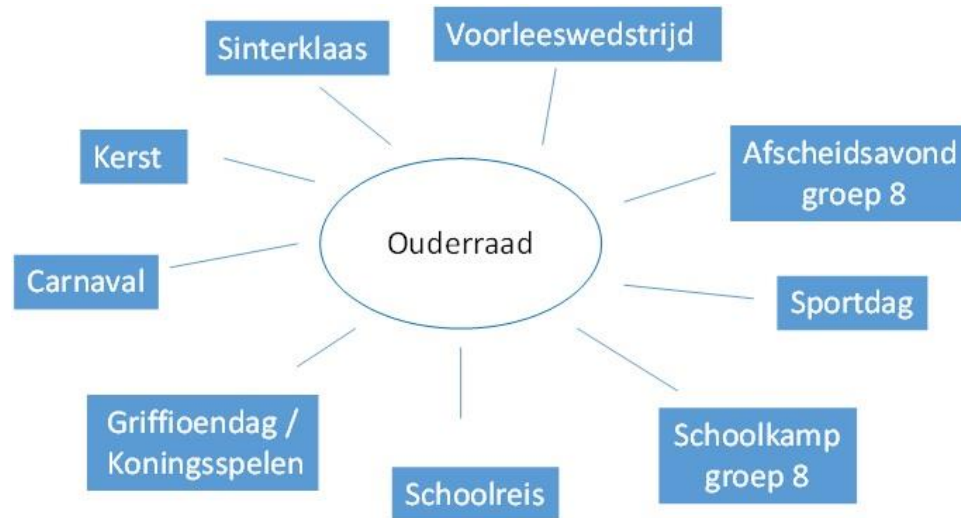 Sinterklaas
Voorleeswedstrijd
Kerst
Afscheidsavond
groep 8
Ouderraad
Carnaval
Sportdag
Griffioendag /
Koningsspelen
Schoolkamp
groep 8
Schoolreis